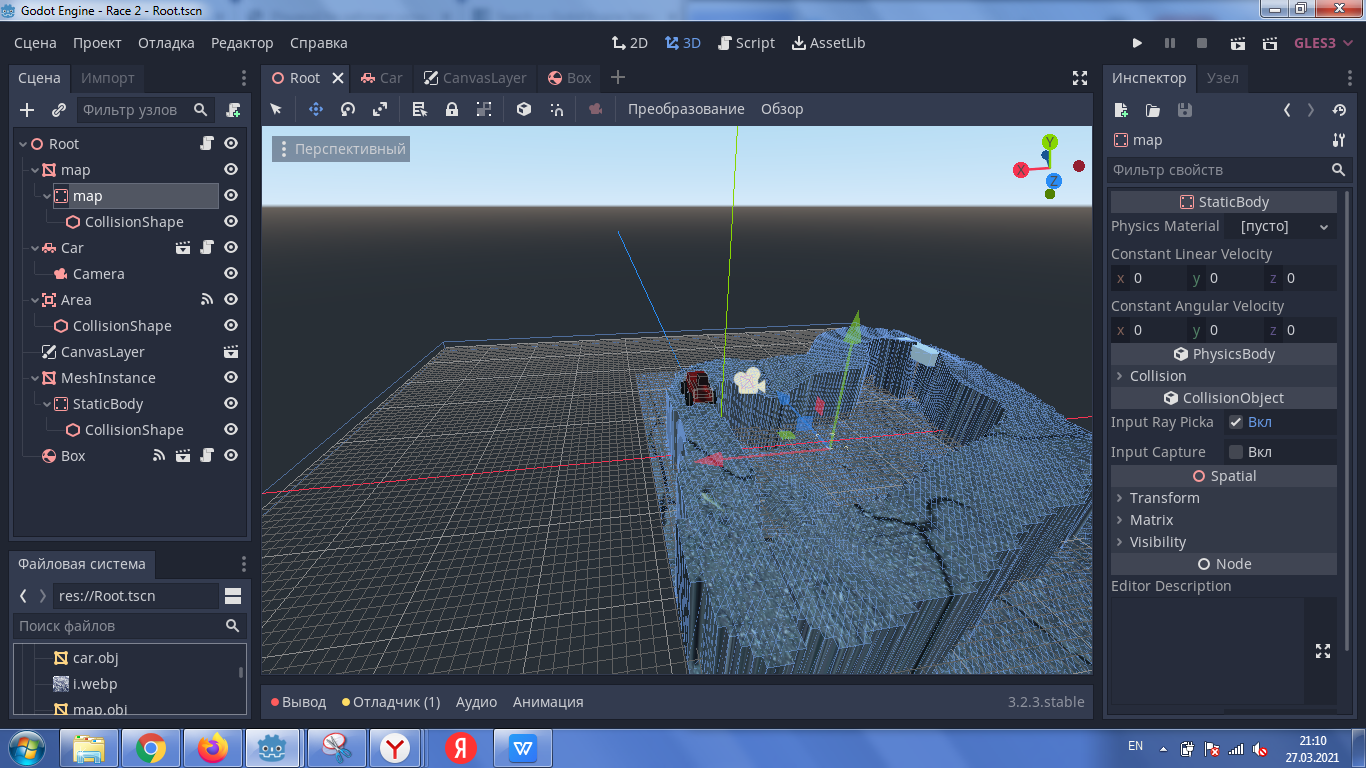 Godot Engine - Race 2 - Root.tscn
Сцена Проект Отладка Редактор Справка
2D 3D Script AssetLib
GLES3
Сцена Импорт
Фильтр узлов
Root
map
map
CollisionShape
Car
Camera
Area
CollisionShape
CanvasLayer
MeshInstance
StaticBody
CollisionShape
Box
Файловая система
res://Root.tscn
Поиск файлов
car.obj
i.webp
map.obj
Root Car CanvasLayer Box
Преобразование Обзор
Перспективный
Y
X
Z
Вывод Отладчик (1) Аудио Анимация 3.2.3.stable
Инспектор Узел
map
Фильтр свойств
StaticBody
Physics Material [пусто]
Constant Linear Velocity
x 0 y 0 z 0
Constant Angular Velocity
x 0 y 0 z 0
PhysicsBody
Collision
CollisionObject
Input Ray Picka Вкл
Input Capture Вкл
Spatial
Transform
Matrix
Visibility
Node
Editor Description
Y Я W
EN
21:10
27.03.2021